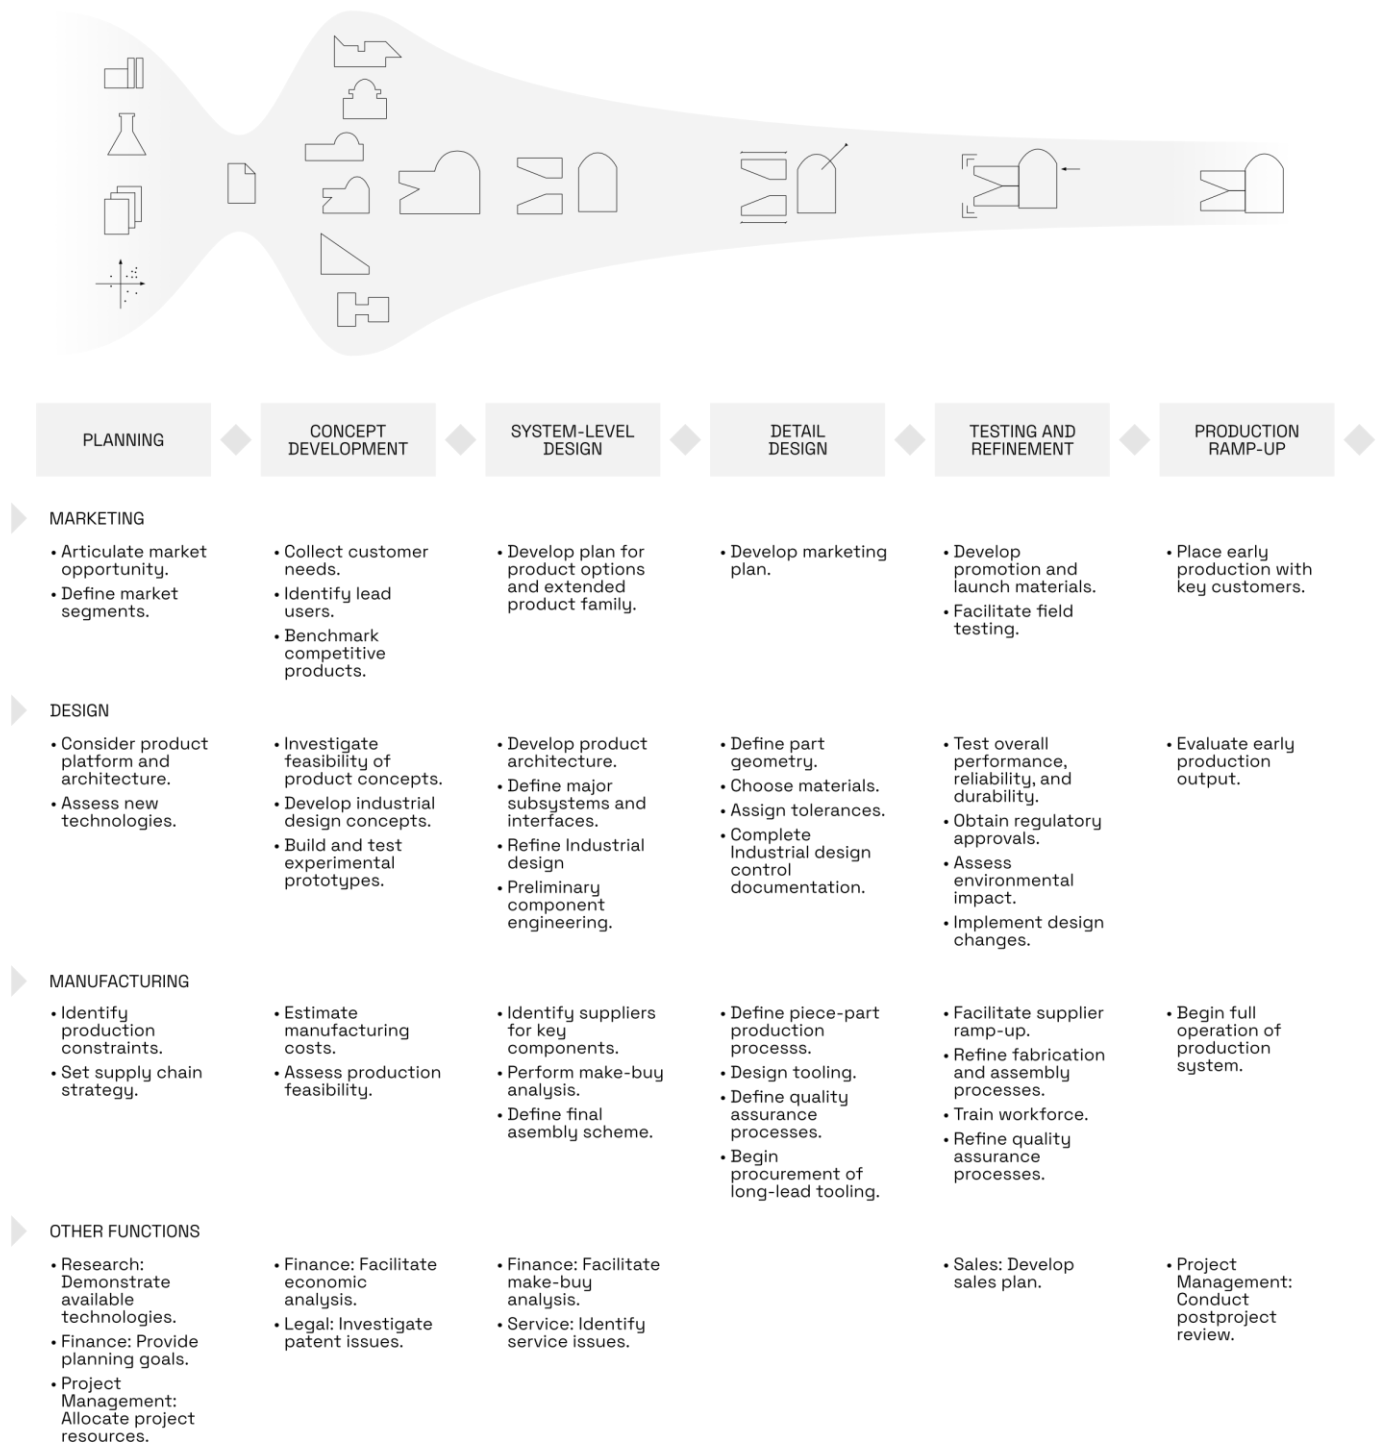 PLANNING
CONCEPT
DEVELOPMENT
SYSTEM-LEVEL
DESIGN
DETAIL
DESIGN
TESTING AND
REFINEMENT
PRODUCTION
RAMP-UP
MARKETING
• Articulate market
opportunity.
• Define market
segments.
• Collect customer
needs.
• Identify lead
users.
• Benchmark
competitive
products.
• Develop plan for
product options
and extended
product family.
• Develop marketing
plan.
• Develop
promotion and
launch materials.
• Facilitate field
testing.
• Place early
production with
key customers.
DESIGN
• Consider product
platform and
architecture.
• Assess new
technologies.
• Investigate
feasibility of
product concepts.
• Develop industrial
design concepts.
• Build and test
experimental
prototypes.
• Develop product
architecture.
• Define major
subsystems and
interfaces.
• Refine Industrial
design
• Preliminary
component
engineering.
• Define part
geometry.
• Choose materials.
• Assign tolerances.
• Complete
Industrial design
control
documentation.
• Test overall
performance,
reliability, and
durability.
• Obtain regulatory
approvals.
• Assess
environmental
impact.
• Implement design
changes.
• Evaluate early
production
output.
MANUFACTURING
• Identify
production
constraints.
• Set supply chain
strategy.
• Estimate
manufacturing
costs.
• Assess production
feasibility.
• Identify suppliers
for key
components.
• Perform make-buy
analysis.
• Define final
asembly scheme.
• Define piece-part
production
processs.
• Design tooling.
• Define quality
assurance
processes.
• Begin
procurement of
long-lead tooling.
• Facilitate supplier
ramp-up.
• Refine fabrication
and assembly
processes.
• Train workforce.
• Refine quality
assurance
processes.
• Begin full
operation of
production
system.
OTHER FUNCTIONS
• Research:
Demonstrate
available
technologies.
• Finance: Provide
planning goals.
• Project
Management:
Allocate project
resources.
• Finance: Facilitate
economic
analysis.
• Legal: Investigate
patent issues.
• Finance: Facilitate
make-buy
analysis.
• Service: Identify
service issues.
• Sales: Develop
sales plan.
• Project
Management:
Conduct
postproject
review.